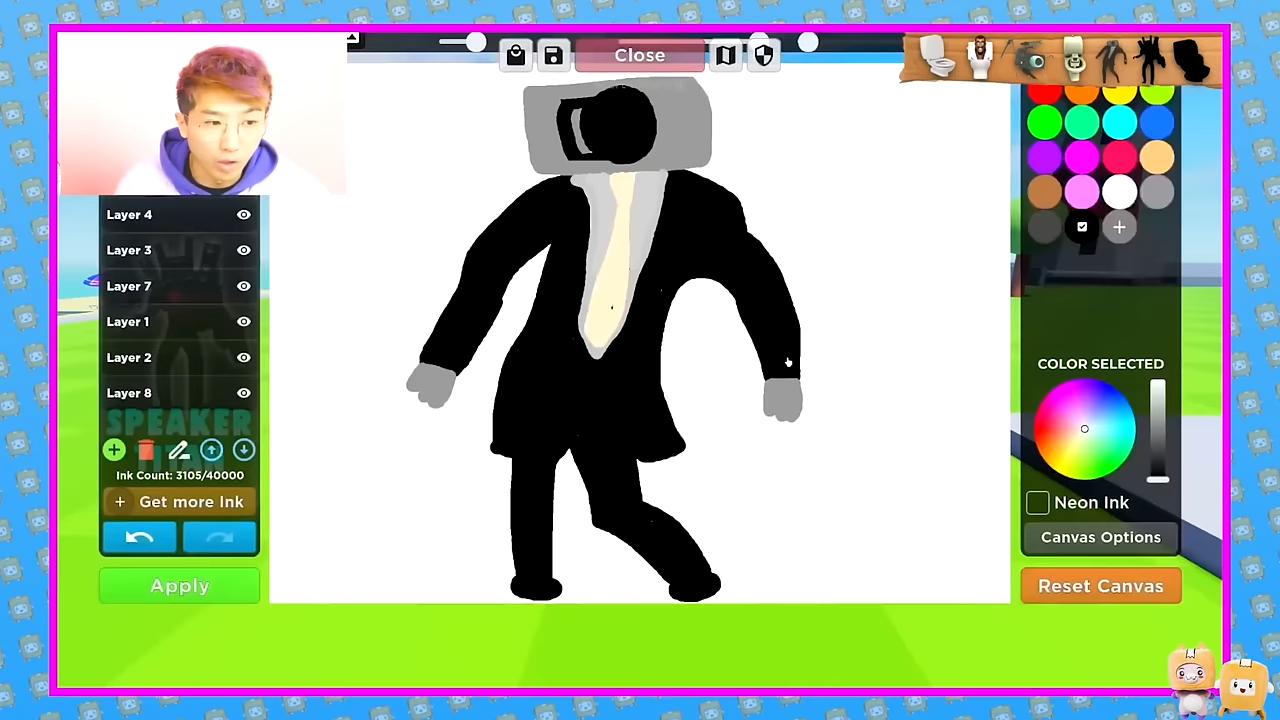 Close
Layer 4
Layer 3
Layer 7
Layer 1
Layer 2
Layer 8
SPEAKER
TITAN
Ink Count: 3105/40000
+ Get more Ink
Apply
COLOR SELECTED
Neon Ink
Canvas Options
Reset Canvas